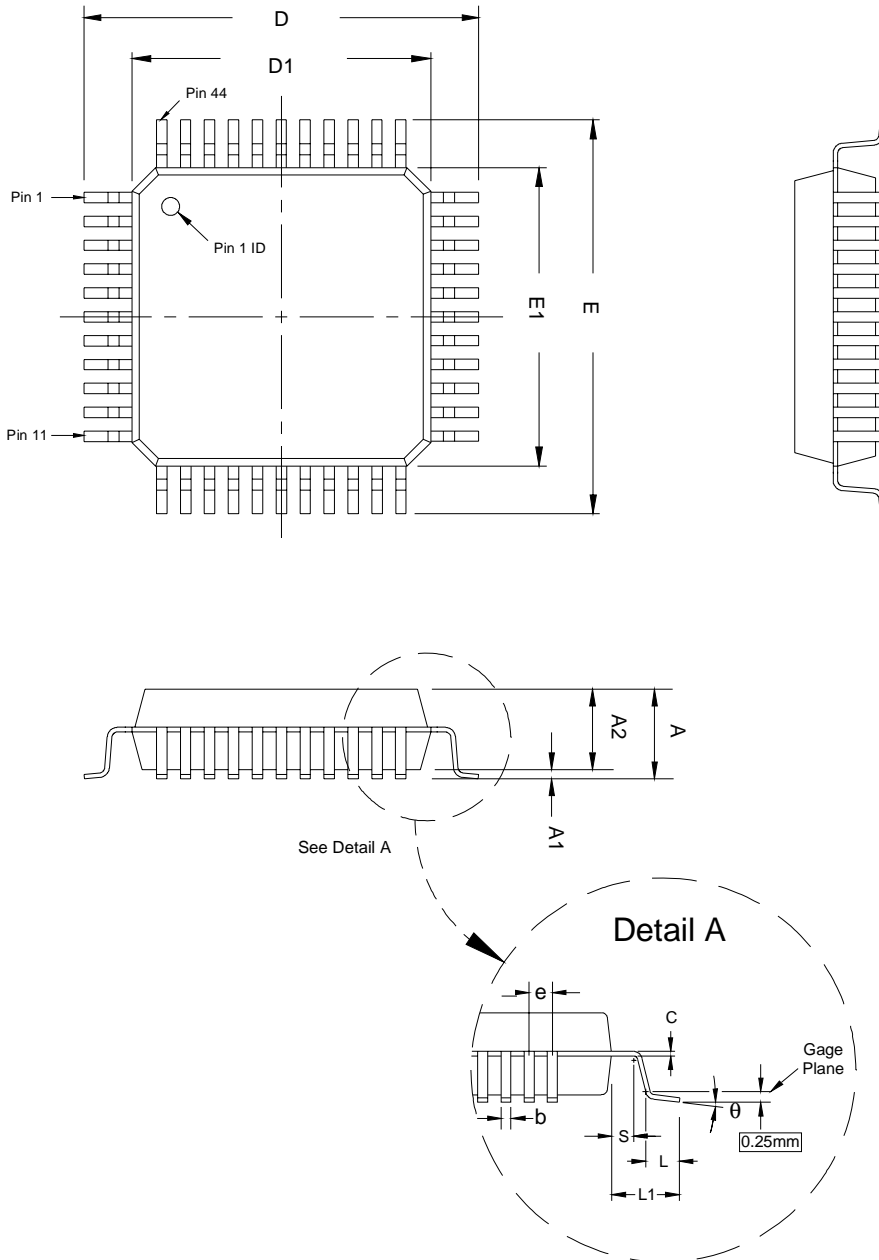 D
D1
Pin 44
Pin 1
Pin 1 ID
E1
E
Pin 11
A2
A
A1
See Detail A
Detail A
e
C
Gage
Plane
b
S
θ
0.25mm
L
L1